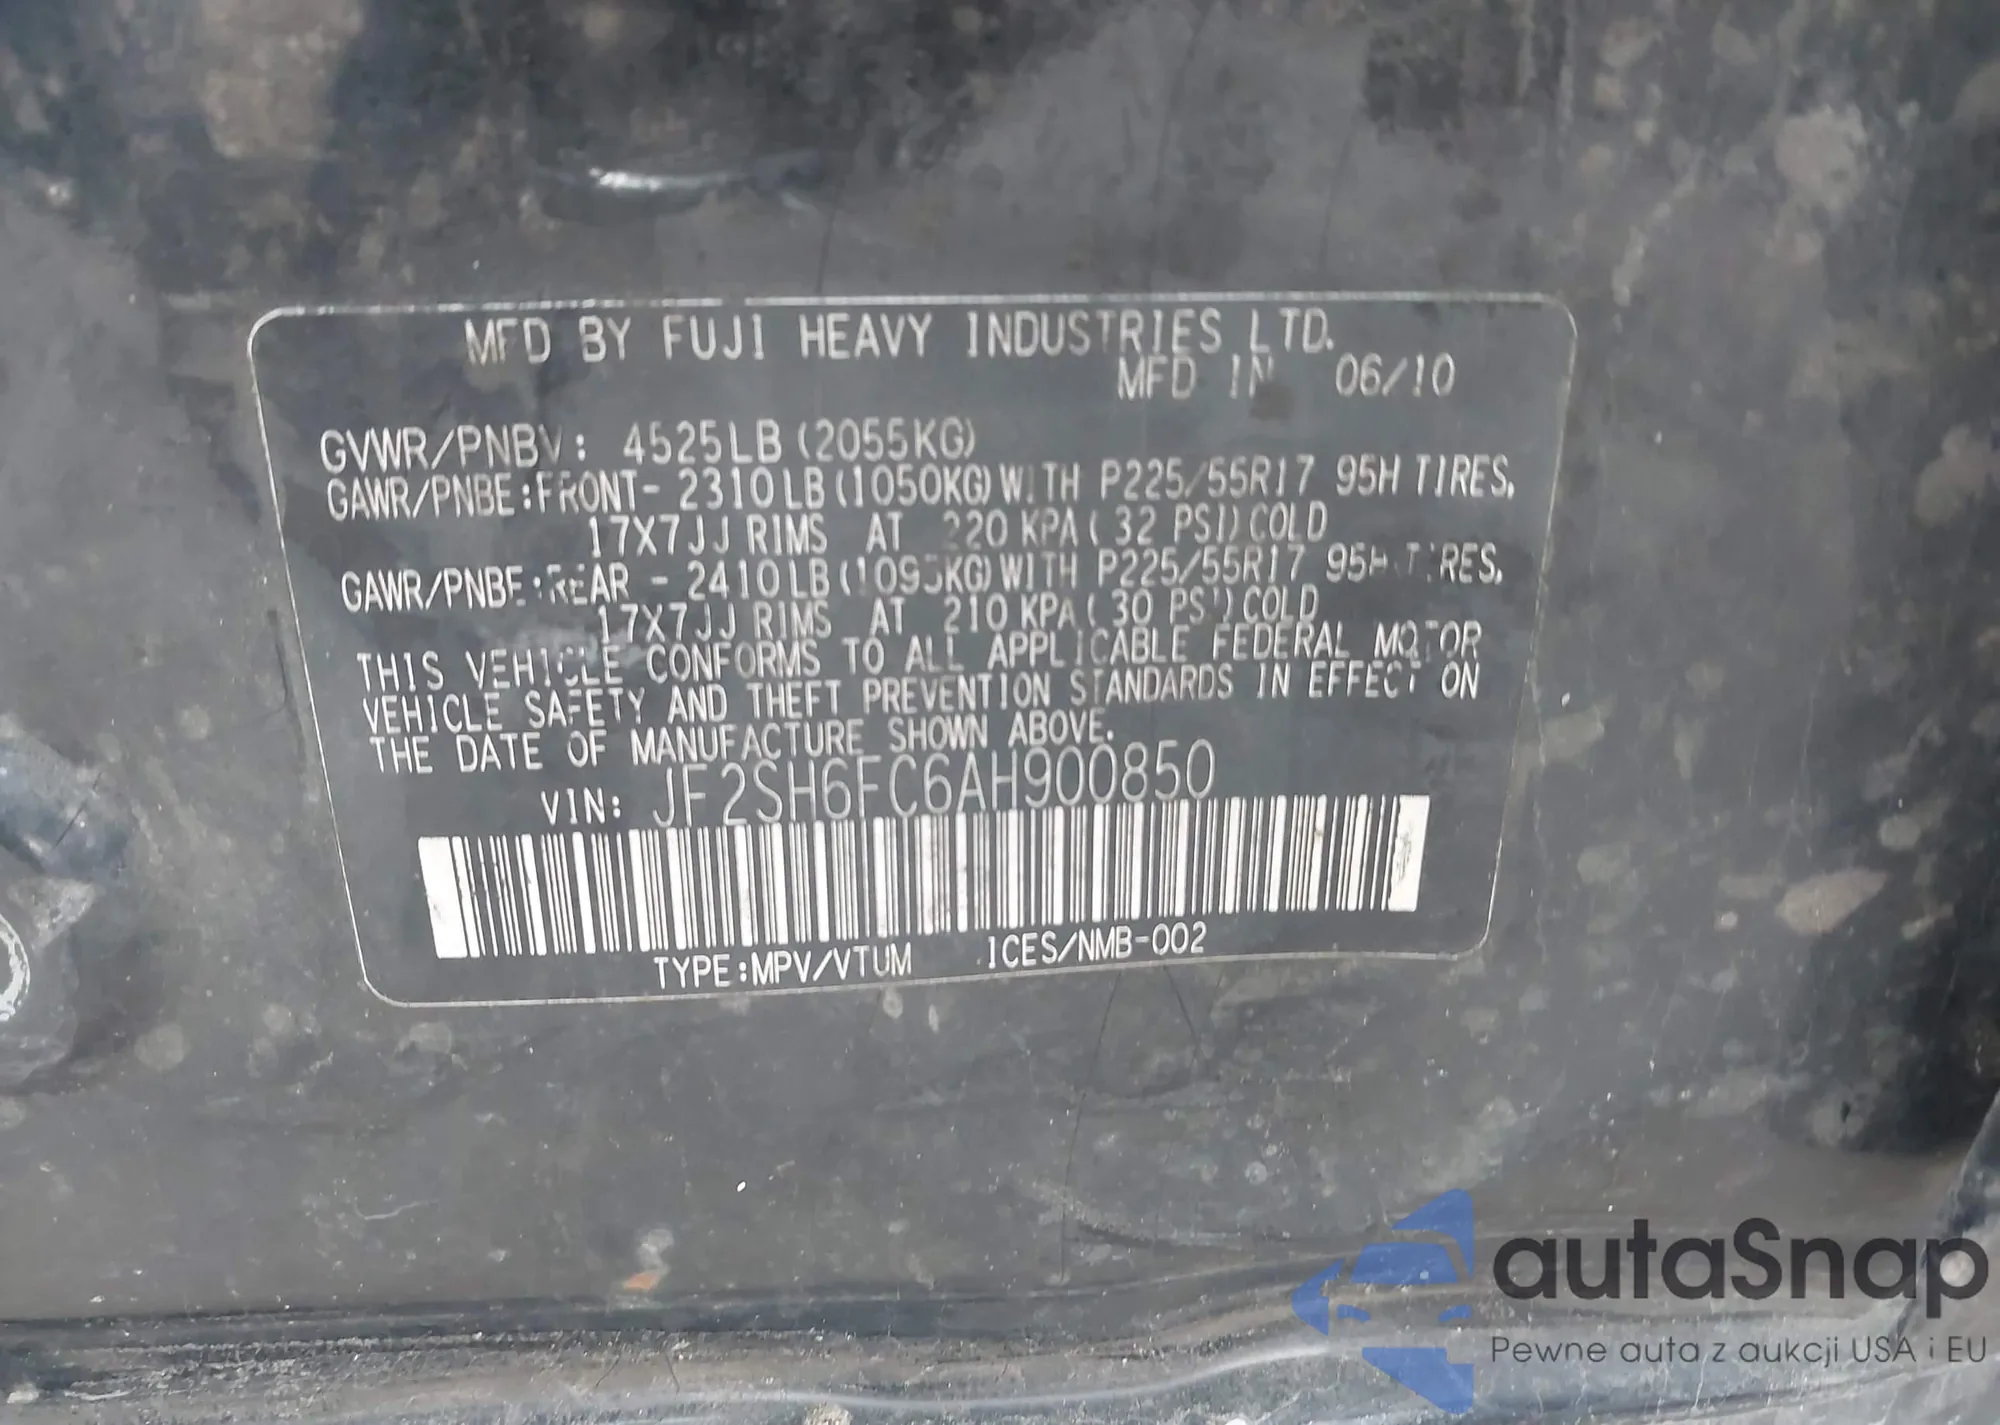 MFD BY FUJI HEAVY INDUSTRIES LTD.
MFD IN 06/10
GVWR/PNBV: 4525LB (2055KG)
GAWR/PNBE:FRONT- 2310LB (1050KG) WITH P225/55R17 95H TIRES,
17X7JJ RIMS AT 220 KPA ( 32 PSI) COLD
GAWR/PNBE:REAR - 2410LB (1095KG) WITH P225/55R17 95H TIRES,
17X7JJ RIMS AT 210 KPA ( 30 PSI) COLD
THIS VEHICLE CONFORMS TO ALL APPLICABLE FEDERAL MOTOR
VEHICLE SAFETY AND THEFT PREVENTION STANDARDS IN EFFECT ON
THE DATE OF MANUFACTURE SHOWN ABOVE.
VIN: JF2SH6FC6AH900850
TYPE:MPV/VTUM ICES/NMB-002
autaSnap
Pewne auta z aukcji USA i EU